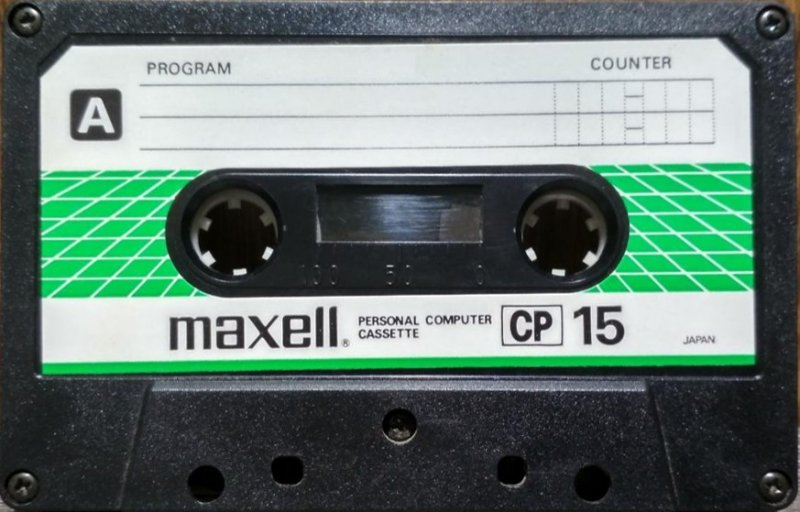 PROGRAM COUNTER
A
100 50 0
maxell® PERSONAL COMPUTER CASSETTE CP 15 JAPAN